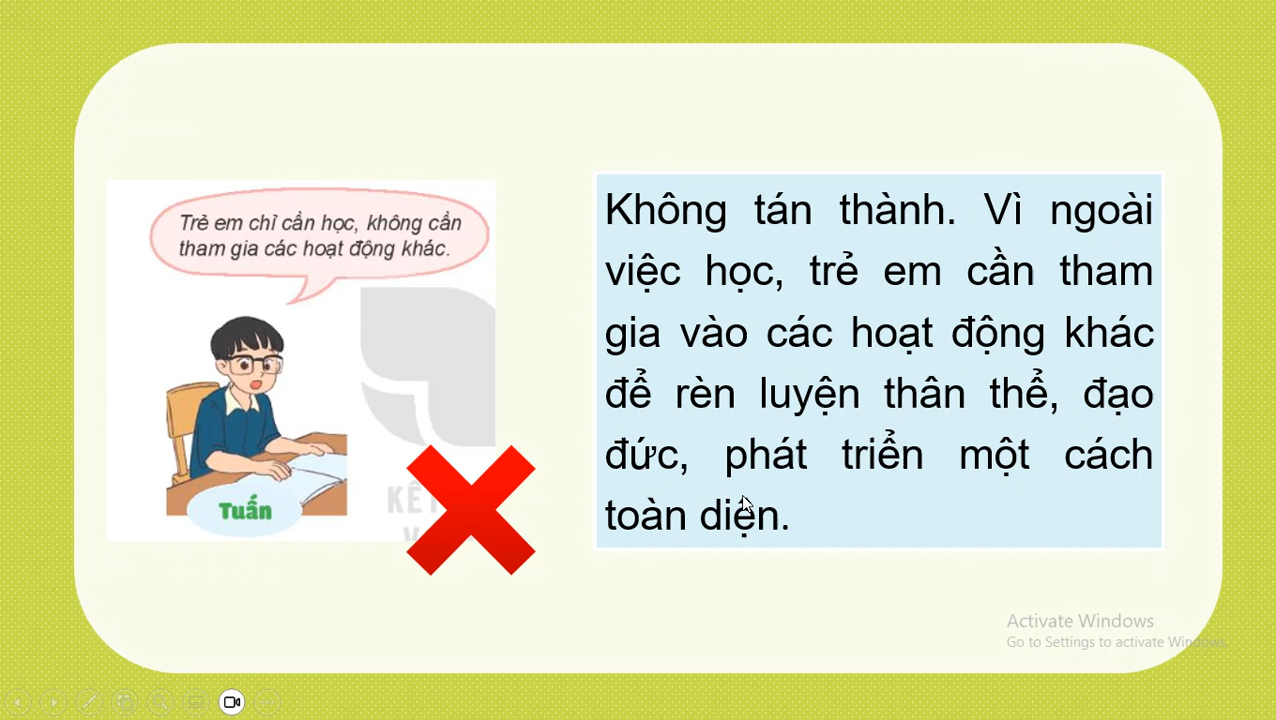 Trẻ em chỉ cần học, không cần
tham gia các hoạt động khác.
Tuấn
Không tán thành. Vì ngoài
việc học, trẻ em cần tham
gia vào các hoạt động khác
để rèn luyện thân thể, đạo
đức, phát triển một cách
toàn diện.
Activate Windows
Go to Settings to activate Windows.